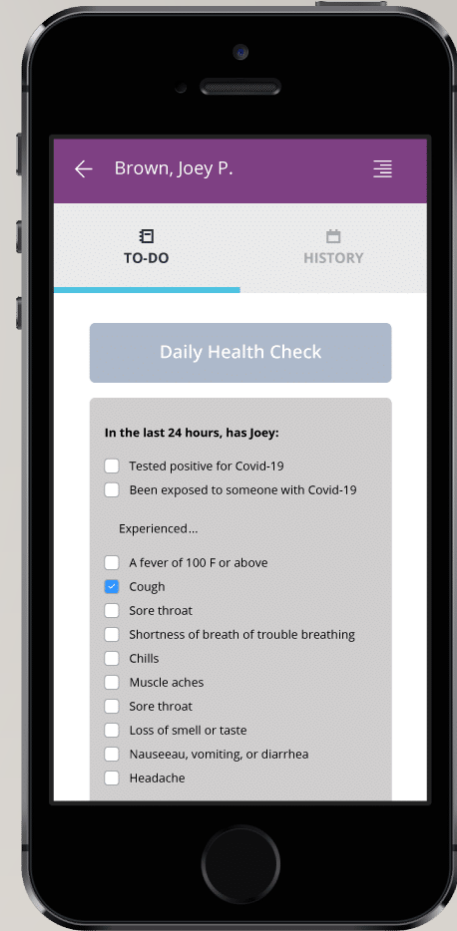 Brown, Joey P.
TO-DO
HISTORY
Daily Health Check
In the last 24 hours, has Joey:
Tested positive for Covid-19
Been exposed to someone with Covid-19
Experienced...
A fever of 100 F or above
Cough
Sore throat
Shortness of breath of trouble breathing
Chills
Muscle aches
Sore throat
Loss of smell or taste
Nauseeau, vomiting, or diarrhea
Headache